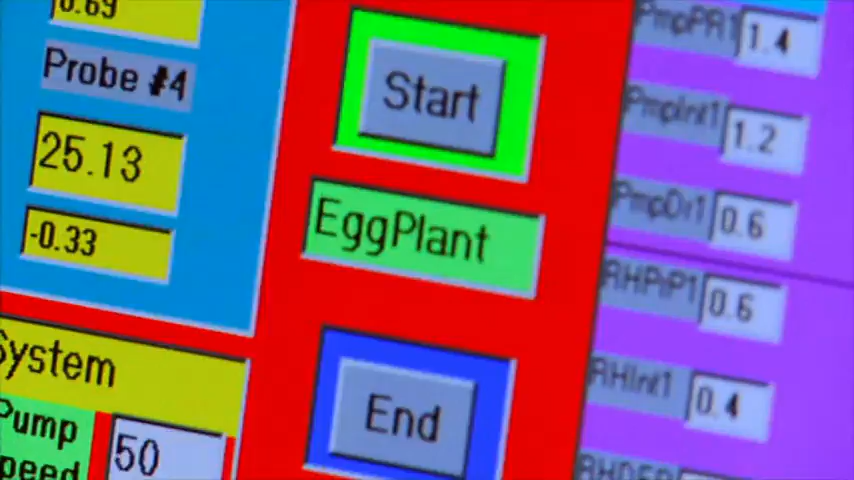 0.69
Probe #4
25.13
-0.33
System
Pump
peed
50
Start
EggPlant
End
PmpPR1 1.4
PmpInt1 1.2
PmpDr1 0.6
RHPrP1 0.6
RHInt1 0.4